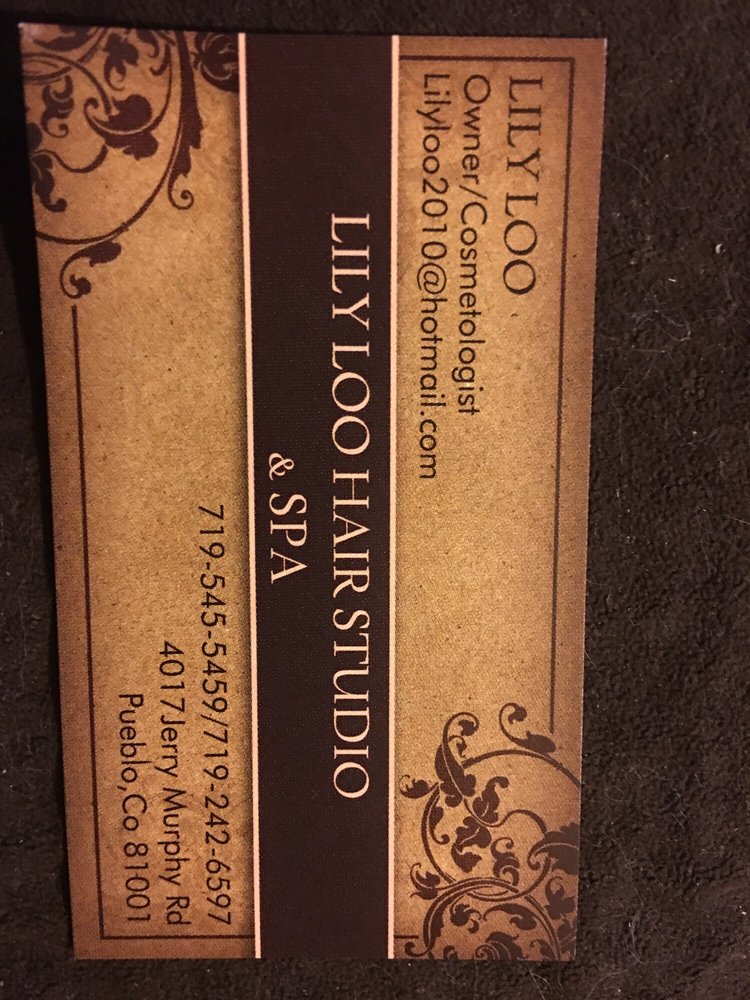 LILY LOO
Owner/Cosmetologist
Lilyloo2010@hotmail.com
LILY LOO HAIR STUDIO
& SPA
719-545-5459/719-242-6597
4017Jerry Murphy Rd
Pueblo,Co 81001